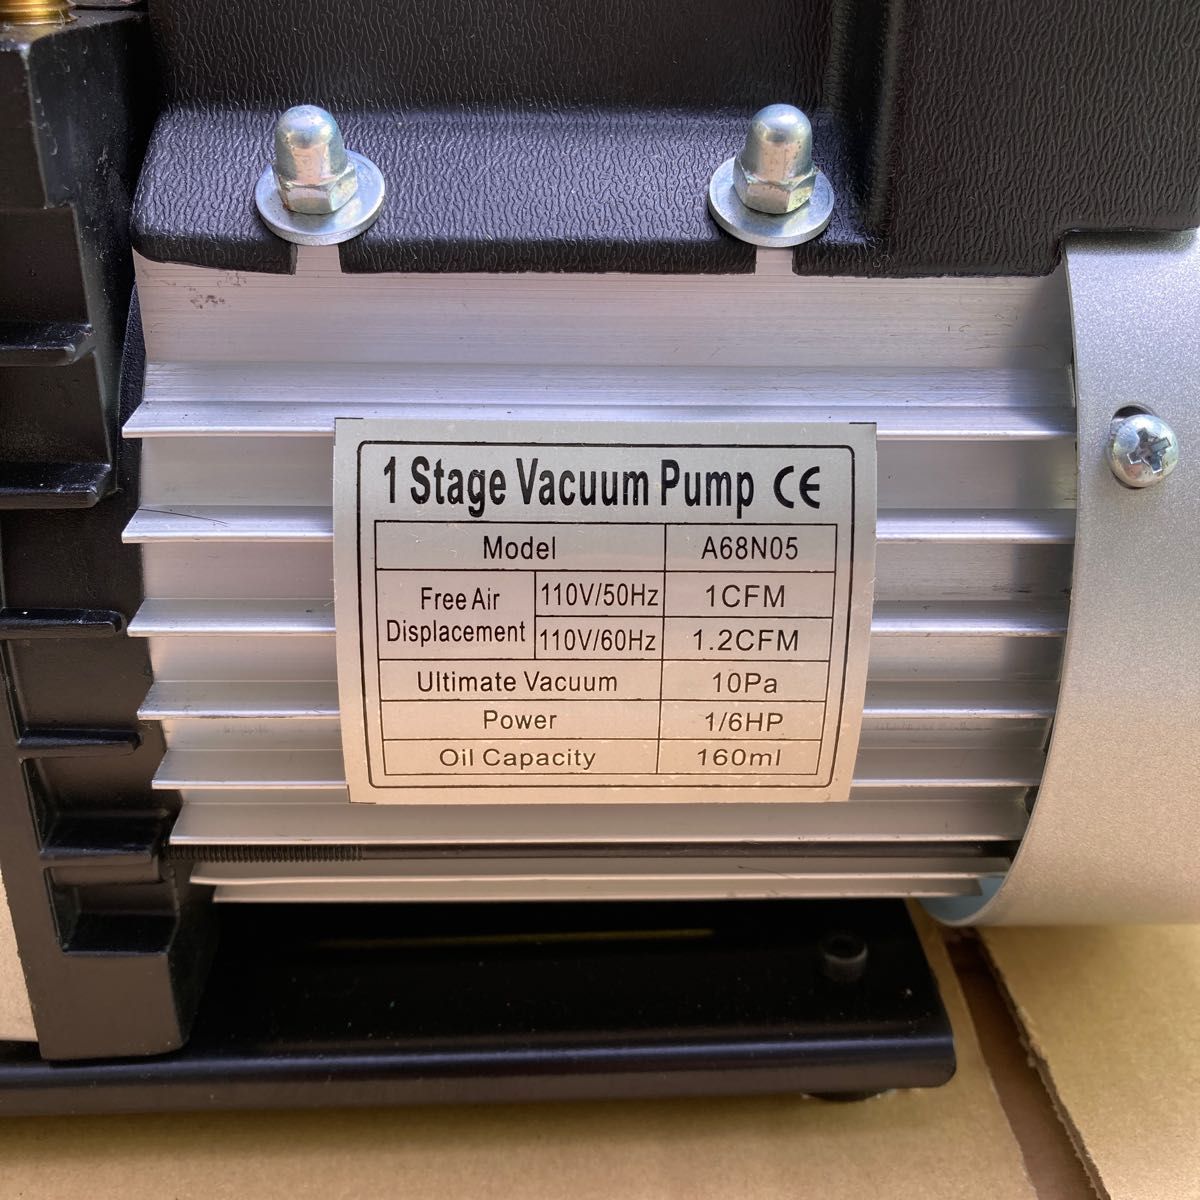 1 Stage Vacuum Pump CE
Model A68N05
Free Air Displacement 110V/50Hz 1CFM
110V/60Hz 1.2CFM
Ultimate Vacuum 10Pa
Power 1/6HP
Oil Capacity 160ml